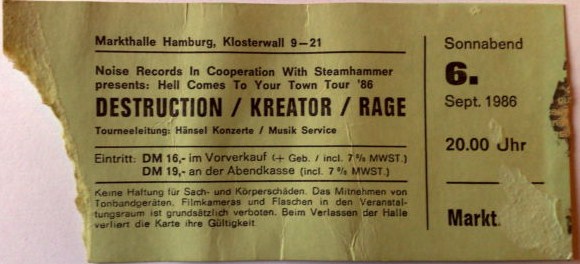 Markthalle Hamburg, Klosterwall 9–21
Noise Records In Cooperation With Steamhammer
presents: Hell Comes To Your Town Tour '86
DESTRUCTION / KREATOR / RAGE
Tourneeleitung: Hänsel Konzerte / Musik Service
Eintritt: DM 16,- im Vorverkauf (+ Geb. / incl. 7 % MWST.)
DM 19,- an der Abendkasse (incl. 7 % MWST.)
Keine Haftung für Sach- und Körperschäden. Das Mitnehmen von
Tonbandgeräten, Filmkameras und Flaschen in den Veranstal-
tungsraum ist grundsätzlich verboten. Beim Verlassen der Halle
verliert die Karte ihre Gültigkeit
Sonnabend
6.
Sept. 1986
20.00 Uhr
Markt